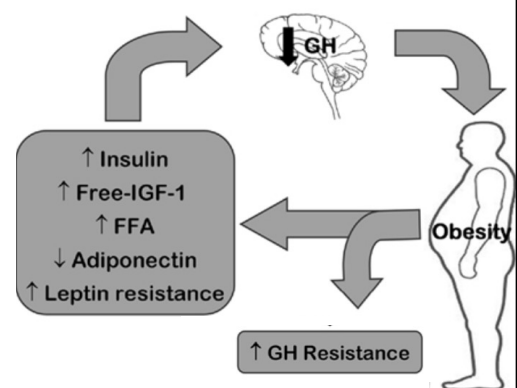 GH
↑ Insulin
↑ Free-IGF-1
↑ FFA
↓ Adiponectin
↑ Leptin resistance
Obesity
↑ GH Resistance